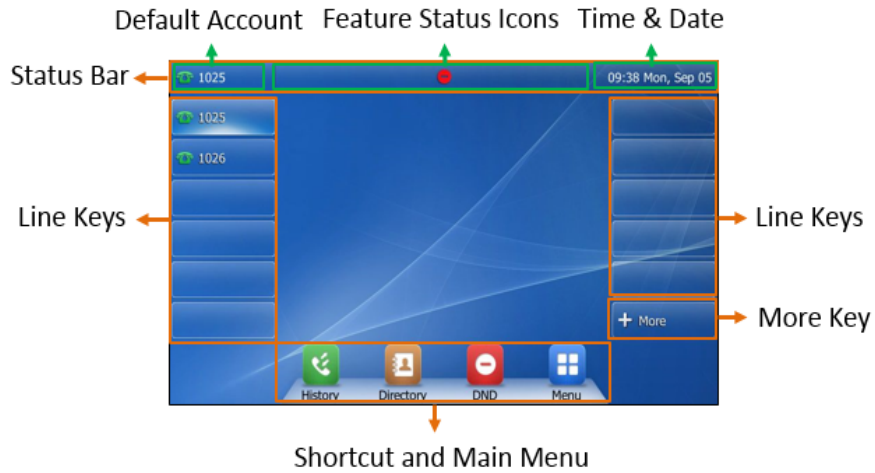 Default Account Feature Status Icons Time & Date
Status Bar
1025
09:38 Mon, Sep 05
1025
1026
Line Keys
Line Keys
More
More Key
History Directory DND Menu
Shortcut and Main Menu